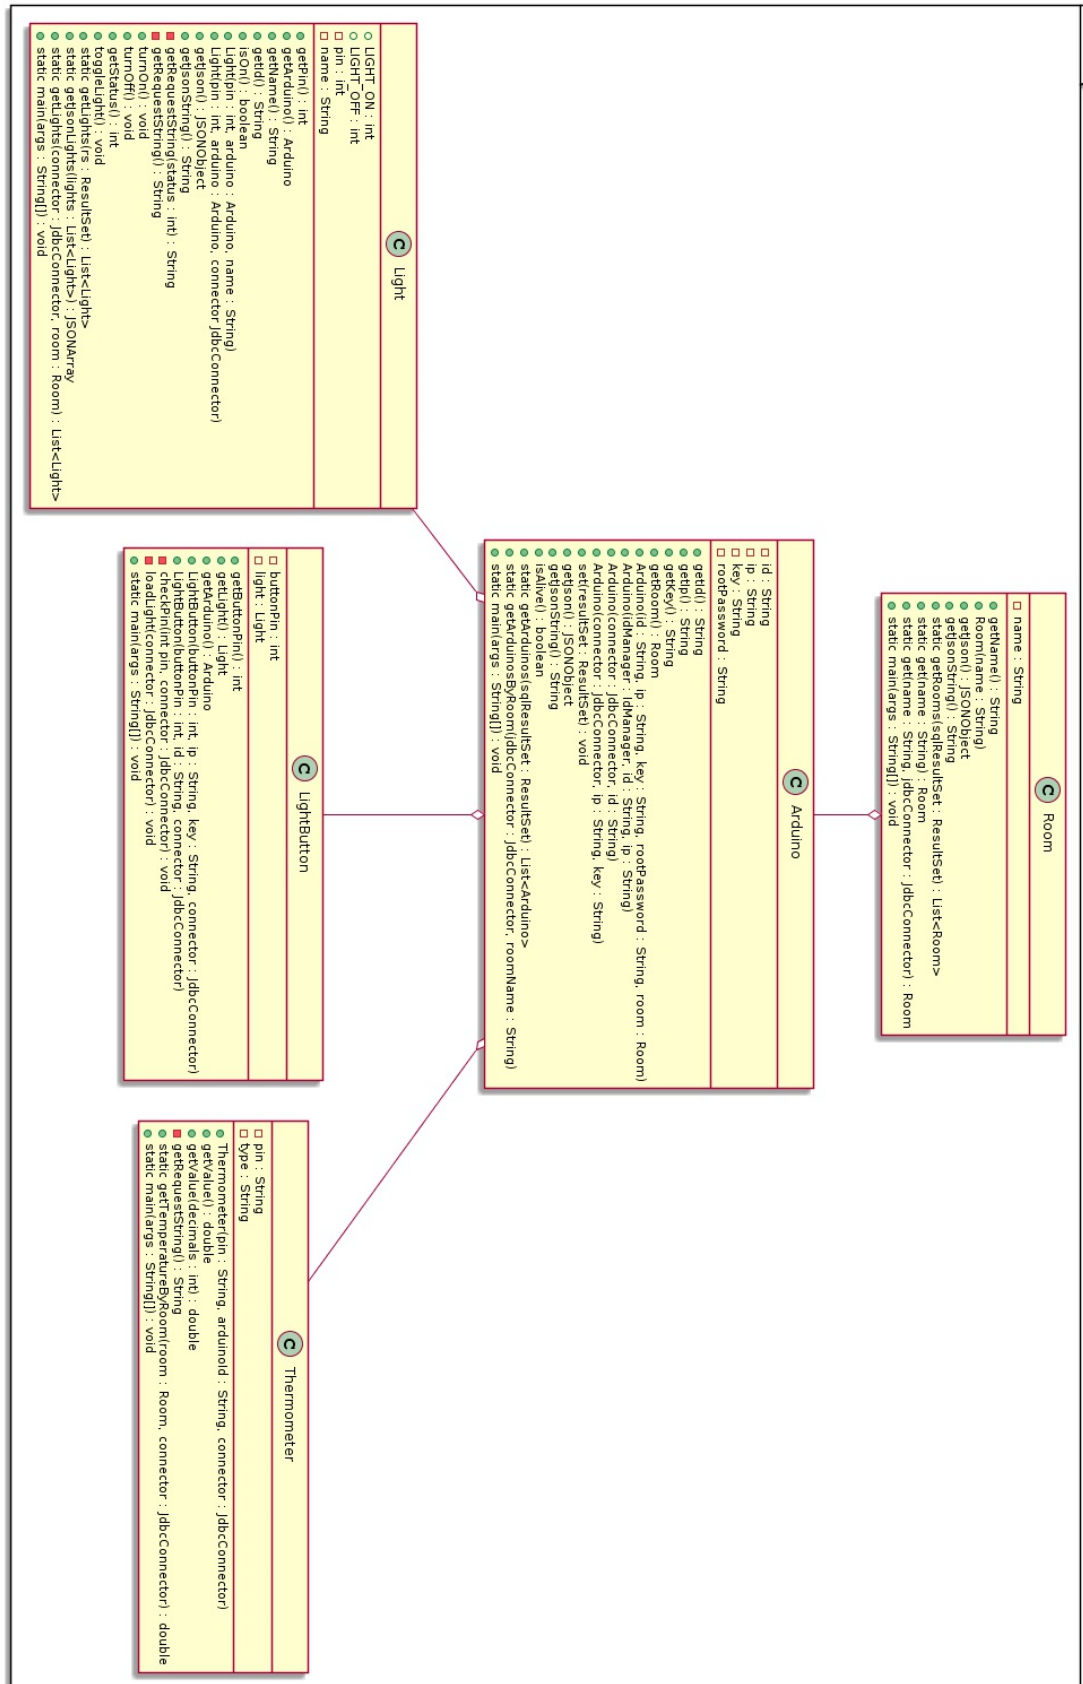 C Room
name : String
getName() : String
Room(name : String)
getJson() : JSONObject
getJsonString() : String
static getRooms(sqlResultSet : ResultSet) : List<Room>
static get(name : String) : Room
static get(name : String, jdbcConnector : JdbcConnector) : Room
static main(args : String[]) : void
C Arduino
id : String
ip : String
key : String
rootPassword : String
getId() : String
getIp() : String
getKey() : String
getRoom() : Room
Arduino(id : String, ip : String, key : String, rootPassword : String, room : Room)
Arduino(idManager : IdManager, id : String, ip : String)
Arduino(connector : JdbcConnector, id : String)
Arduino(connector : JdbcConnector, ip : String, key : String)
set(resultSet : ResultSet) : void
getJson() : JSONObject
getJsonString() : String
isAlive() : boolean
static getArduinos(sqlResultSet : ResultSet) : List<Arduino>
static getArduinosByRoom(jdbcConnector : JdbcConnector, roomName : String)
static main(args : String[]) : void
C Light
LIGHT_ON : int
LIGHT_OFF : int
pin : int
name : String
getPin() : int
getArduino() : Arduino
getName() : String
getId() : String
isOn() : boolean
Light(pin : int, arduino : Arduino, name : String)
Light(pin : int, arduino : Arduino, connector JdbcConnector)
getJson() : JSONObject
getJsonString() : String
getRequestString(status : int) : String
getRequestString() : String
turnOn() : void
turnOff() : void
getStatus() : int
toggleLight() : void
static getLights(rs : ResultSet) : List<Light>
static getJsonLights(lights : List<Light>) : JSONArray
static getLights(connector : JdbcConnector, room : Room) : List<Light>
static main(args : String[]) : void
C LightButton
buttonPin : int
light : Light
getButtonPin() : int
getLight() : Light
getArduino() : Arduino
LightButton(buttonPin : int, ip : String, key : String, connector : JdbcConnector)
LightButton(buttonPin : int, id : String, connector : JdbcConnector)
checkPin(int pin, connector : JdbcConnector) : void
loadLight(connector : JdbcConnector) : void
static main(args : String[]) : void
C Thermometer
pin : String
type : String
Thermometer(pin : String, arduinoId : String, connector : JdbcConnector)
getValue() : double
getValue(decimals : int) : double
getRequestString() : String
static getTemperatureByRoom(room : Room, connector : JdbcConnector) : double
static main(args : String[]) : void